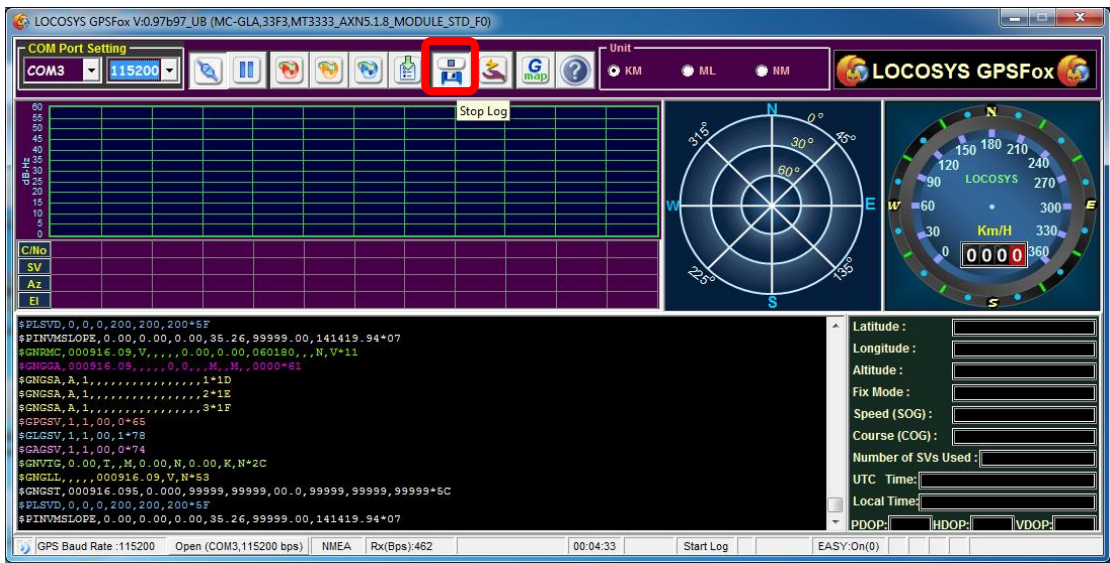 LOCOSYS GPSFox V:0.97b97_UB (MC-GLA,33F3,MT3333_AXN5.1.8_MODULE_STD_F0)
COM Port Setting
COM3 115200
G map
?
Unit
KM ML NM
LOCOSYS GPSFox
Stop Log
60
55
50
45
40
35
30
25
20
15
10
5
0
dB-Hz
C/No
SV
Az
El
N
0°
45°
30°
60°
315°
W
E
225°
135°
S
N
150 180 210
120 240
90 LOCOSYS 270
W 60 300 E
30 Km/H 330
0 0000 360
S
$PLSVD,0,0,0,200,200,200*5F
$PINVMSLOPE,0.00,0.00,0.00,35.26,99999.00,141419.94*07
$GNRMC,000916.09,V,,,,,0.00,0.00,060180,,,N,V*11
$GNGGA,000916.09,,,,,0,0,,,M,,M,,0000*61
$GNGSA,A,1,,,,,,,,,,,,,,,,1*1D
$GNGSA,A,1,,,,,,,,,,,,,,,,2*1E
$GNGSA,A,1,,,,,,,,,,,,,,,,3*1F
$GPGSV,1,1,00,0*65
$GLGSV,1,1,00,1*78
$GAGSV,1,1,00,0*74
$GNVTG,0.00,T,,M,0.00,N,0.00,K,N*2C
$GNGLL,,,,,000916.09,V,N*53
$GNGST,000916.095,0.000,99999,99999,00.0,99999,99999,99999*5C
$PLSVD,0,0,0,200,200,200*5F
$PINVMSLOPE,0.00,0.00,0.00,35.26,99999.00,141419.94*07
Latitude :
Longitude :
Altitude :
Fix Mode :
Speed (SOG) :
Course (COG) :
Number of SVs Used :
UTC Time:
Local Time:
PDOP: HDOP: VDOP:
GPS Baud Rate :115200 Open (COM3,115200 bps) NMEA Rx(Bps):462 00:04:33 Start Log EASY:On(0)